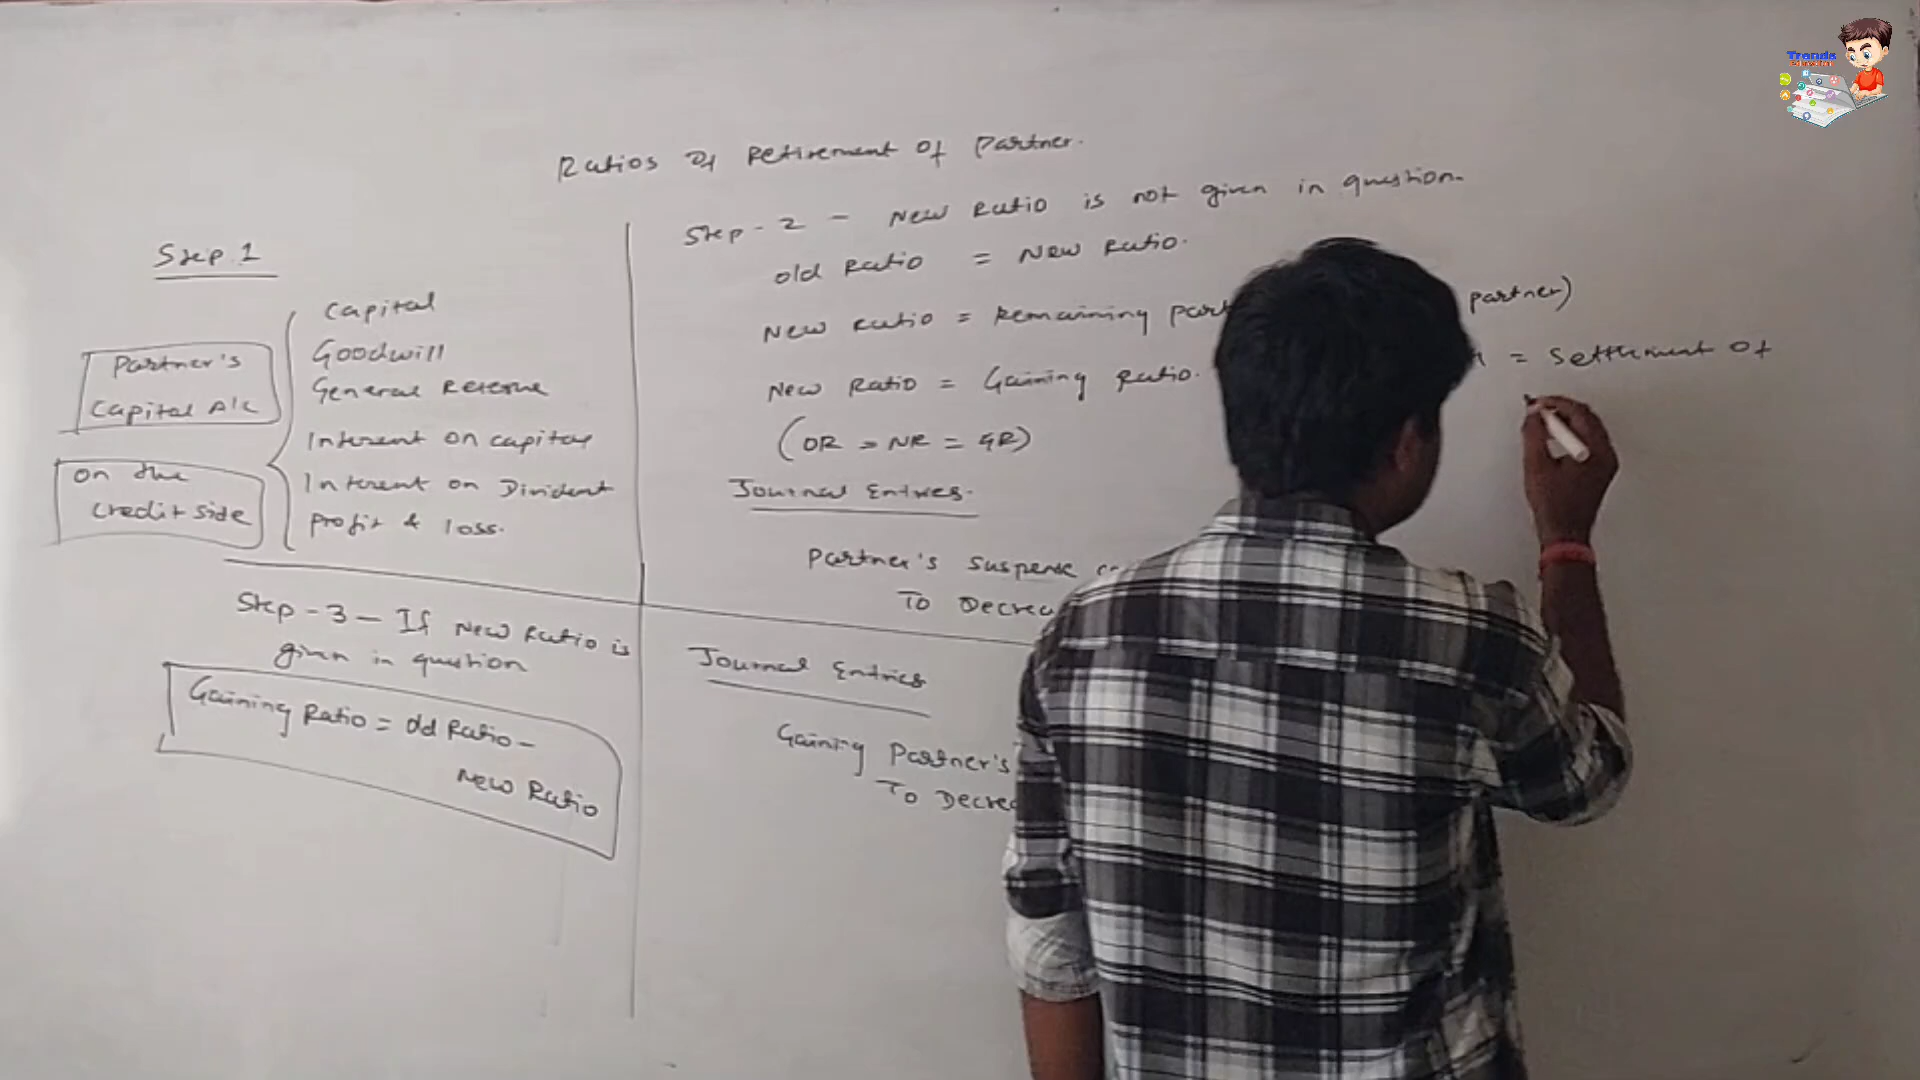 Trends
Ratios of Retirement of Partner.
Step 1
Partner's
Capital A/c
on the
credit side
Capital
Goodwill
General Reserve
Interest on capital
Interest on Divident
Profit & loss.
Step - 2 - New Ratio is not given in question.
old Ratio = New Ratio.
New Ratio = Remaining part partner)
New Ratio = Gaining Ratio. = Settlement of
(OR = NR = GR)
Journal Entries.
Partner's suspense
To Decrea
Step - 3 - If New Ratio is
given in question
Gaining Ratio = old Ratio -
New Ratio
Journal Entries
Gaining Partner's
To Decrea